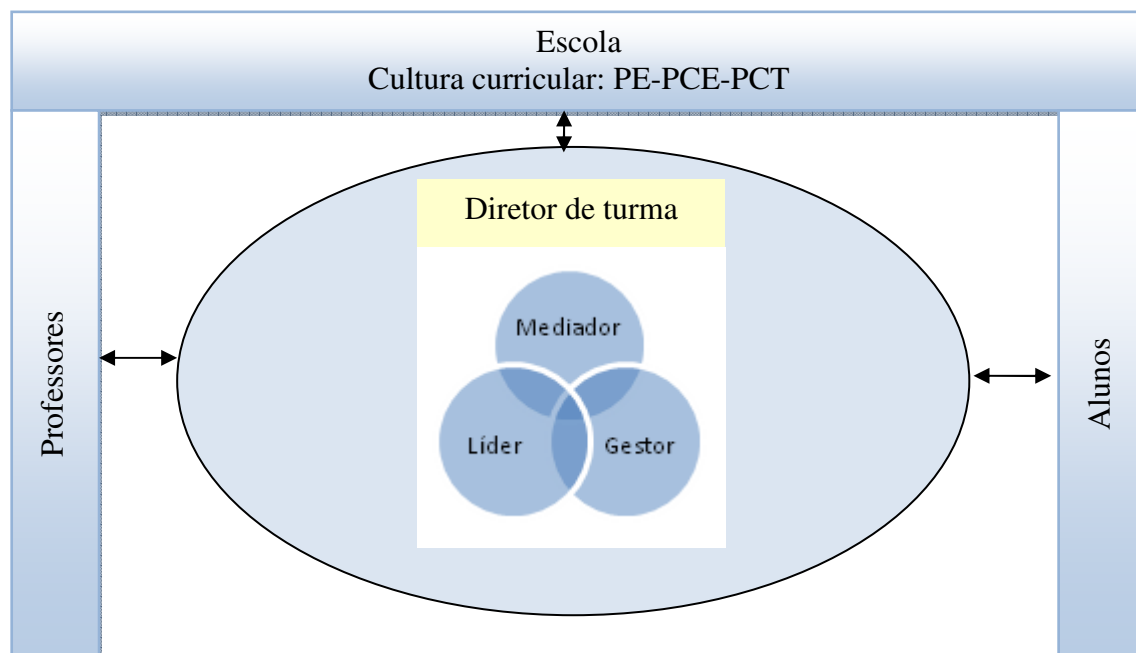 Escola
Cultura curricular: PE-PCE-PCT
Professores
Diretor de turma
Mediador
Líder
Gestor
Alunos